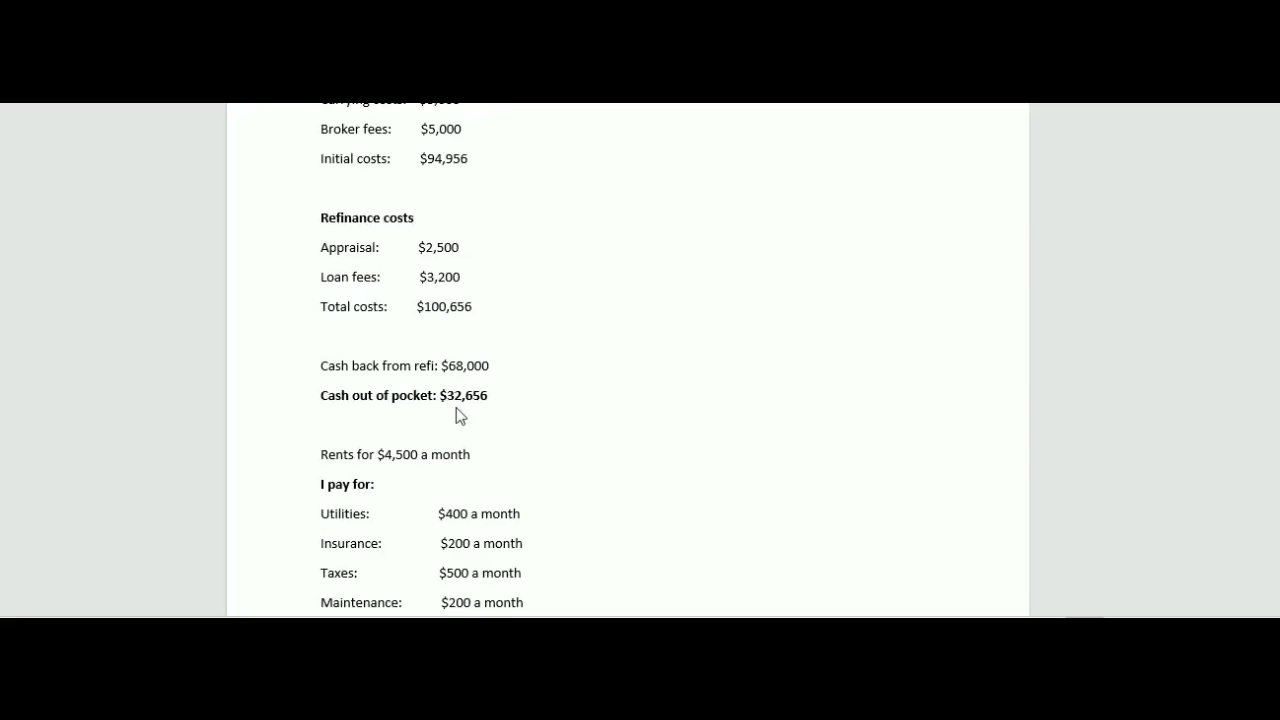 Broker fees: $5,000
Initial costs: $94,956
Refinance costs
Appraisal: $2,500
Loan fees: $3,200
Total costs: $100,656
Cash back from refi: $68,000
Cash out of pocket: $32,656
Rents for $4,500 a month
I pay for:
Utilities: $400 a month
Insurance: $200 a month
Taxes: $500 a month
Maintenance: $200 a month